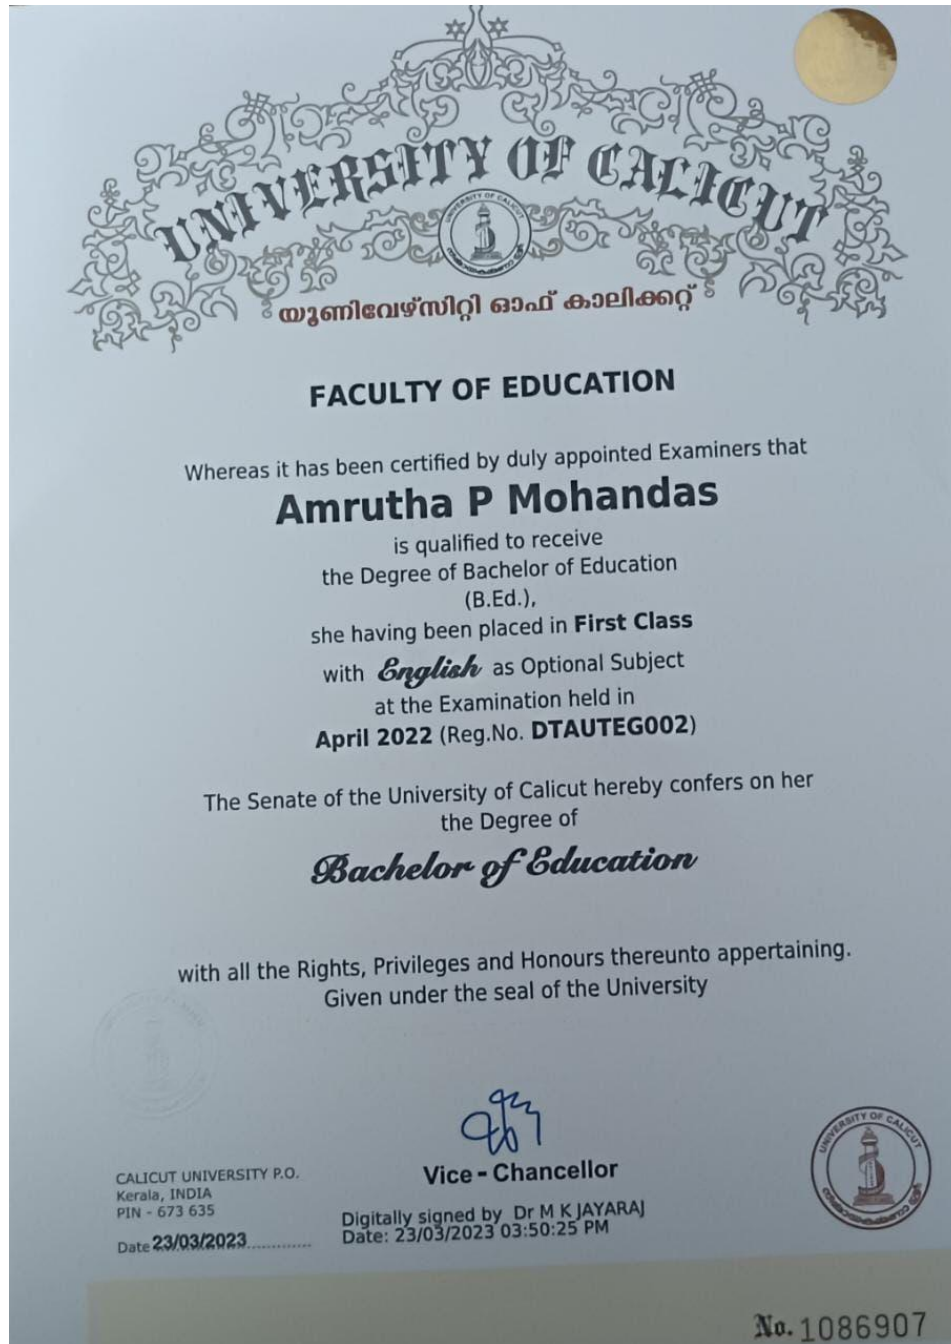 UNIVERSITY OF CALICUT
UNIVERSITY OF CALICUT
യൂണിവേഴ്സിറ്റി ഓഫ് കാലിക്കറ്റ്
FACULTY OF EDUCATION
Whereas it has been certified by duly appointed Examiners that
Amrutha P Mohandas
is qualified to receive
the Degree of Bachelor of Education
(B.Ed.),
she having been placed in First Class
with English as Optional Subject
at the Examination held in
April 2022 (Reg.No. DTAUTEG002)
The Senate of the University of Calicut hereby confers on her
the Degree of
Bachelor of Education
with all the Rights, Privileges and Honours thereunto appertaining.
Given under the seal of the University
Vice - Chancellor
CALICUT UNIVERSITY P.O.
Kerala, INDIA
PIN - 673 635
Date 23/03/2023
Digitally signed by Dr M K JAYARAJ
Date: 23/03/2023 03:50:25 PM
UNIVERSITY OF CALICUT
No. 1086907